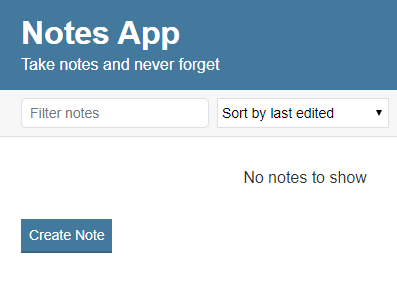 Notes App
Take notes and never forget
Filter notes
Sort by last edited
No notes to show
Create Note